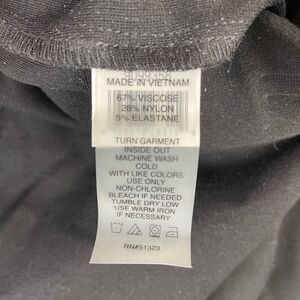 MADE IN VIETNAM
67% VISCOSE
28% NYLON
5% ELASTANE
TURN GARMENT
INSIDE OUT
MACHINE WASH
COLD
WITH LIKE COLORS
USE ONLY
NON-CHLORINE
BLEACH IF NEEDED
TUMBLE DRY LOW
USE WARM IRON
IF NECESSARY
RN#51323